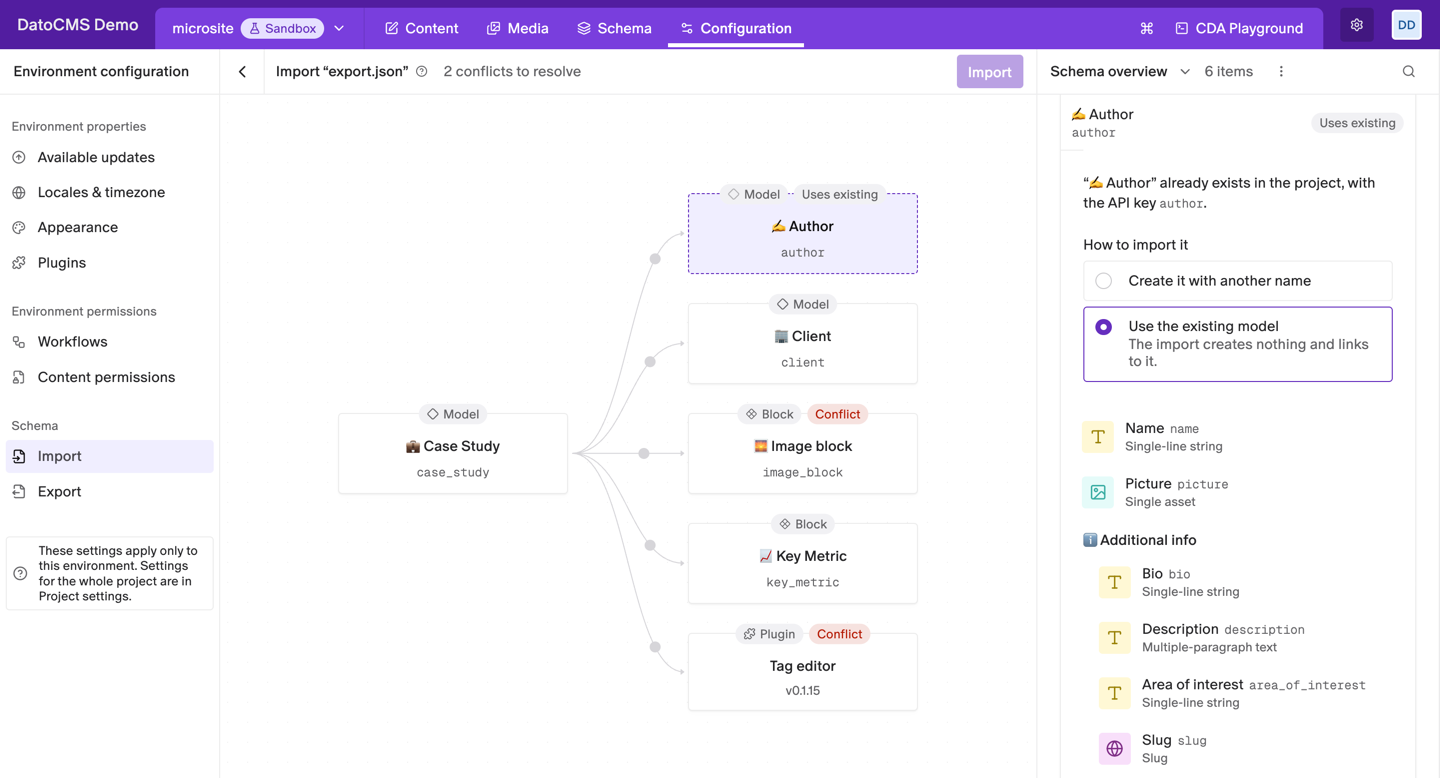 DatoCMS Demo
microsite
Sandbox
Content
Media
Schema
Configuration
CDA Playground
DD
Environment configuration
Import “export.json”
2 conflicts to resolve
Import
Schema overview
6 items
Environment properties
Available updates
Locales & timezone
Appearance
Plugins
Environment permissions
Workflows
Content permissions
Schema
Import
Export
These settings apply only to
this environment. Settings
for the whole project are in
Project settings.
Model
Case Study
case_study
Model
Uses existing
✍️ Author
author
Model
🏢 Client
client
Block
Conflict
🌅 Image block
image_block
Block
📈 Key Metric
key_metric
Plugin
Conflict
Tag editor
v0.1.15
✍️ Author
author
Uses existing
“✍️ Author” already exists in the project, with
the API key author.
How to import it
Create it with another name
Use the existing model
The import creates nothing and links
to it.
Name name
Single-line string
Picture picture
Single asset
ℹ️ Additional info
Bio bio
Single-line string
Description description
Multiple-paragraph text
Area of interest area_of_interest
Single-line string
Slug slug
Slug